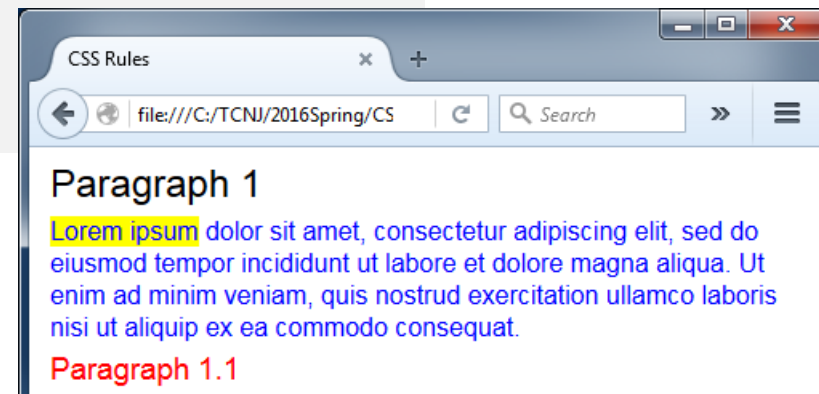 CSS Rules
file:///C:/TCNJ/2016Spring/CS
Search
Paragraph 1
Lorem ipsum dolor sit amet, consectetur adipiscing elit, sed do
eiusmod tempor incididunt ut labore et dolore magna aliqua. Ut
enim ad minim veniam, quis nostrud exercitation ullamco laboris
nisi ut aliquip ex ea commodo consequat.
Paragraph 1.1